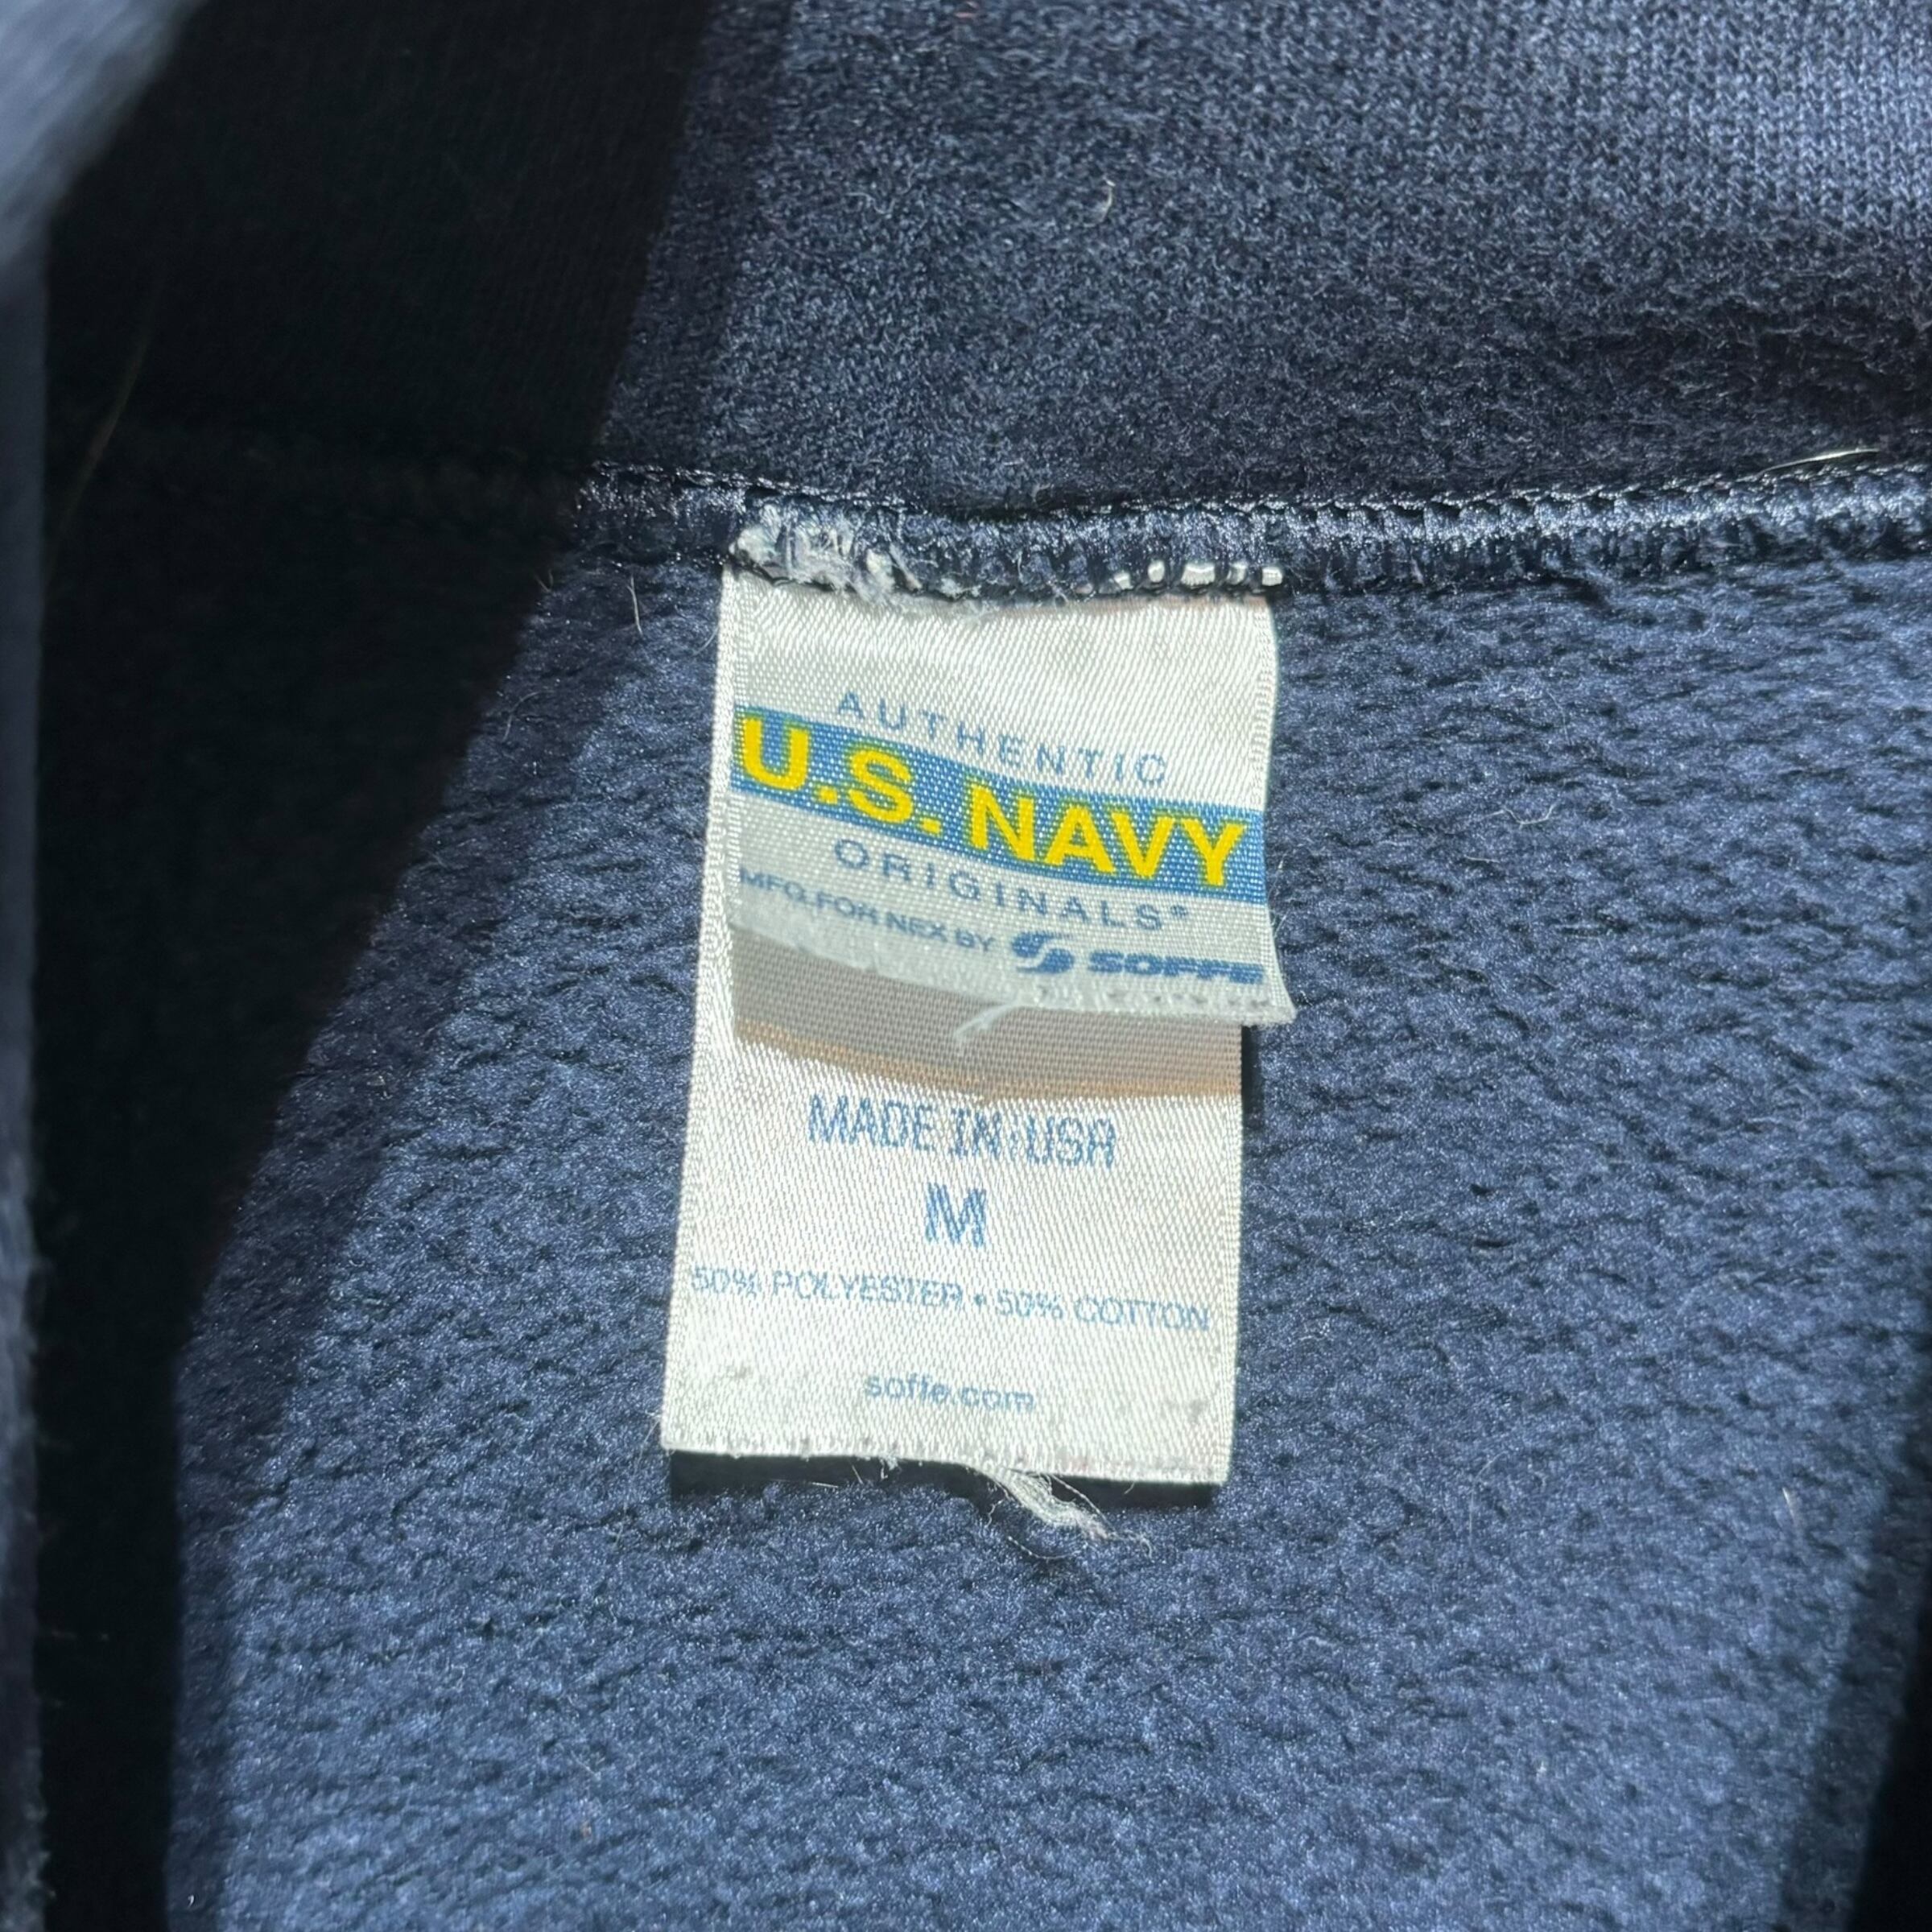 AUTHENTIC
U.S. NAVY
ORIGINALS®
MFG. FOR NEX BY SOFFE
MADE IN USA
M
50% POLYESTER • 50% COTTON
soffe.com